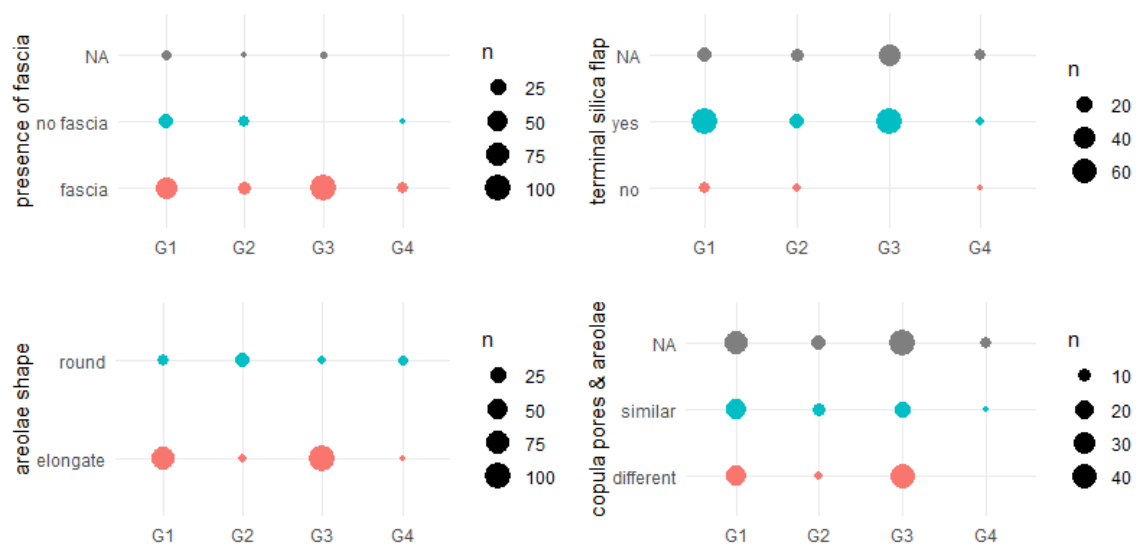 presence of fascia
NA
no fascia
fascia
G1 G2 G3 G4
n
25
50
75
100
terminal silica flap
NA
yes
no
G1 G2 G3 G4
n
20
40
60
areolae shape
round
elongate
G1 G2 G3 G4
n
25
50
75
100
copula pores & areolae
NA
similar
different
G1 G2 G3 G4
n
10
20
30
40